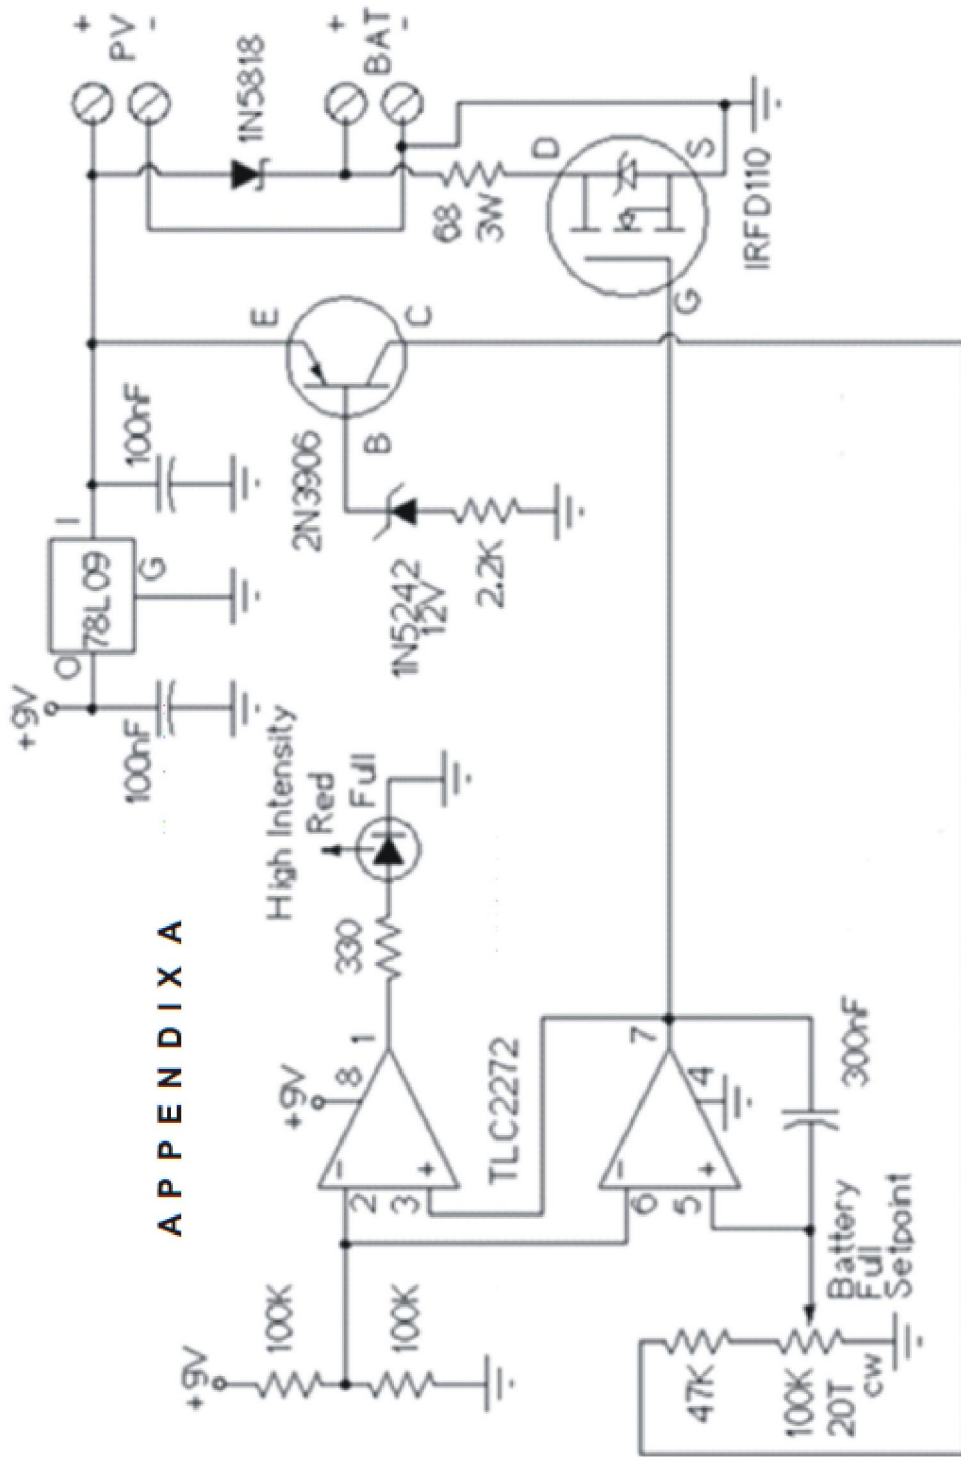 +
PV
-
+
BAT
-
1N5818
68
3W
D
S
G
IRFD110
E
C
B
2N3906
100nF
I
78L09
G
O
+9V
100nF
1N5242
12V
2.2K
High Intensity
Red
Full
330
APPENDIX A
+9V
8
1
2
3
-
+
TLC2272
7
4
6
5
-
+
300nF
Battery
Full
Setpoint
+9V
100K
100K
47K
100K
20T
cw